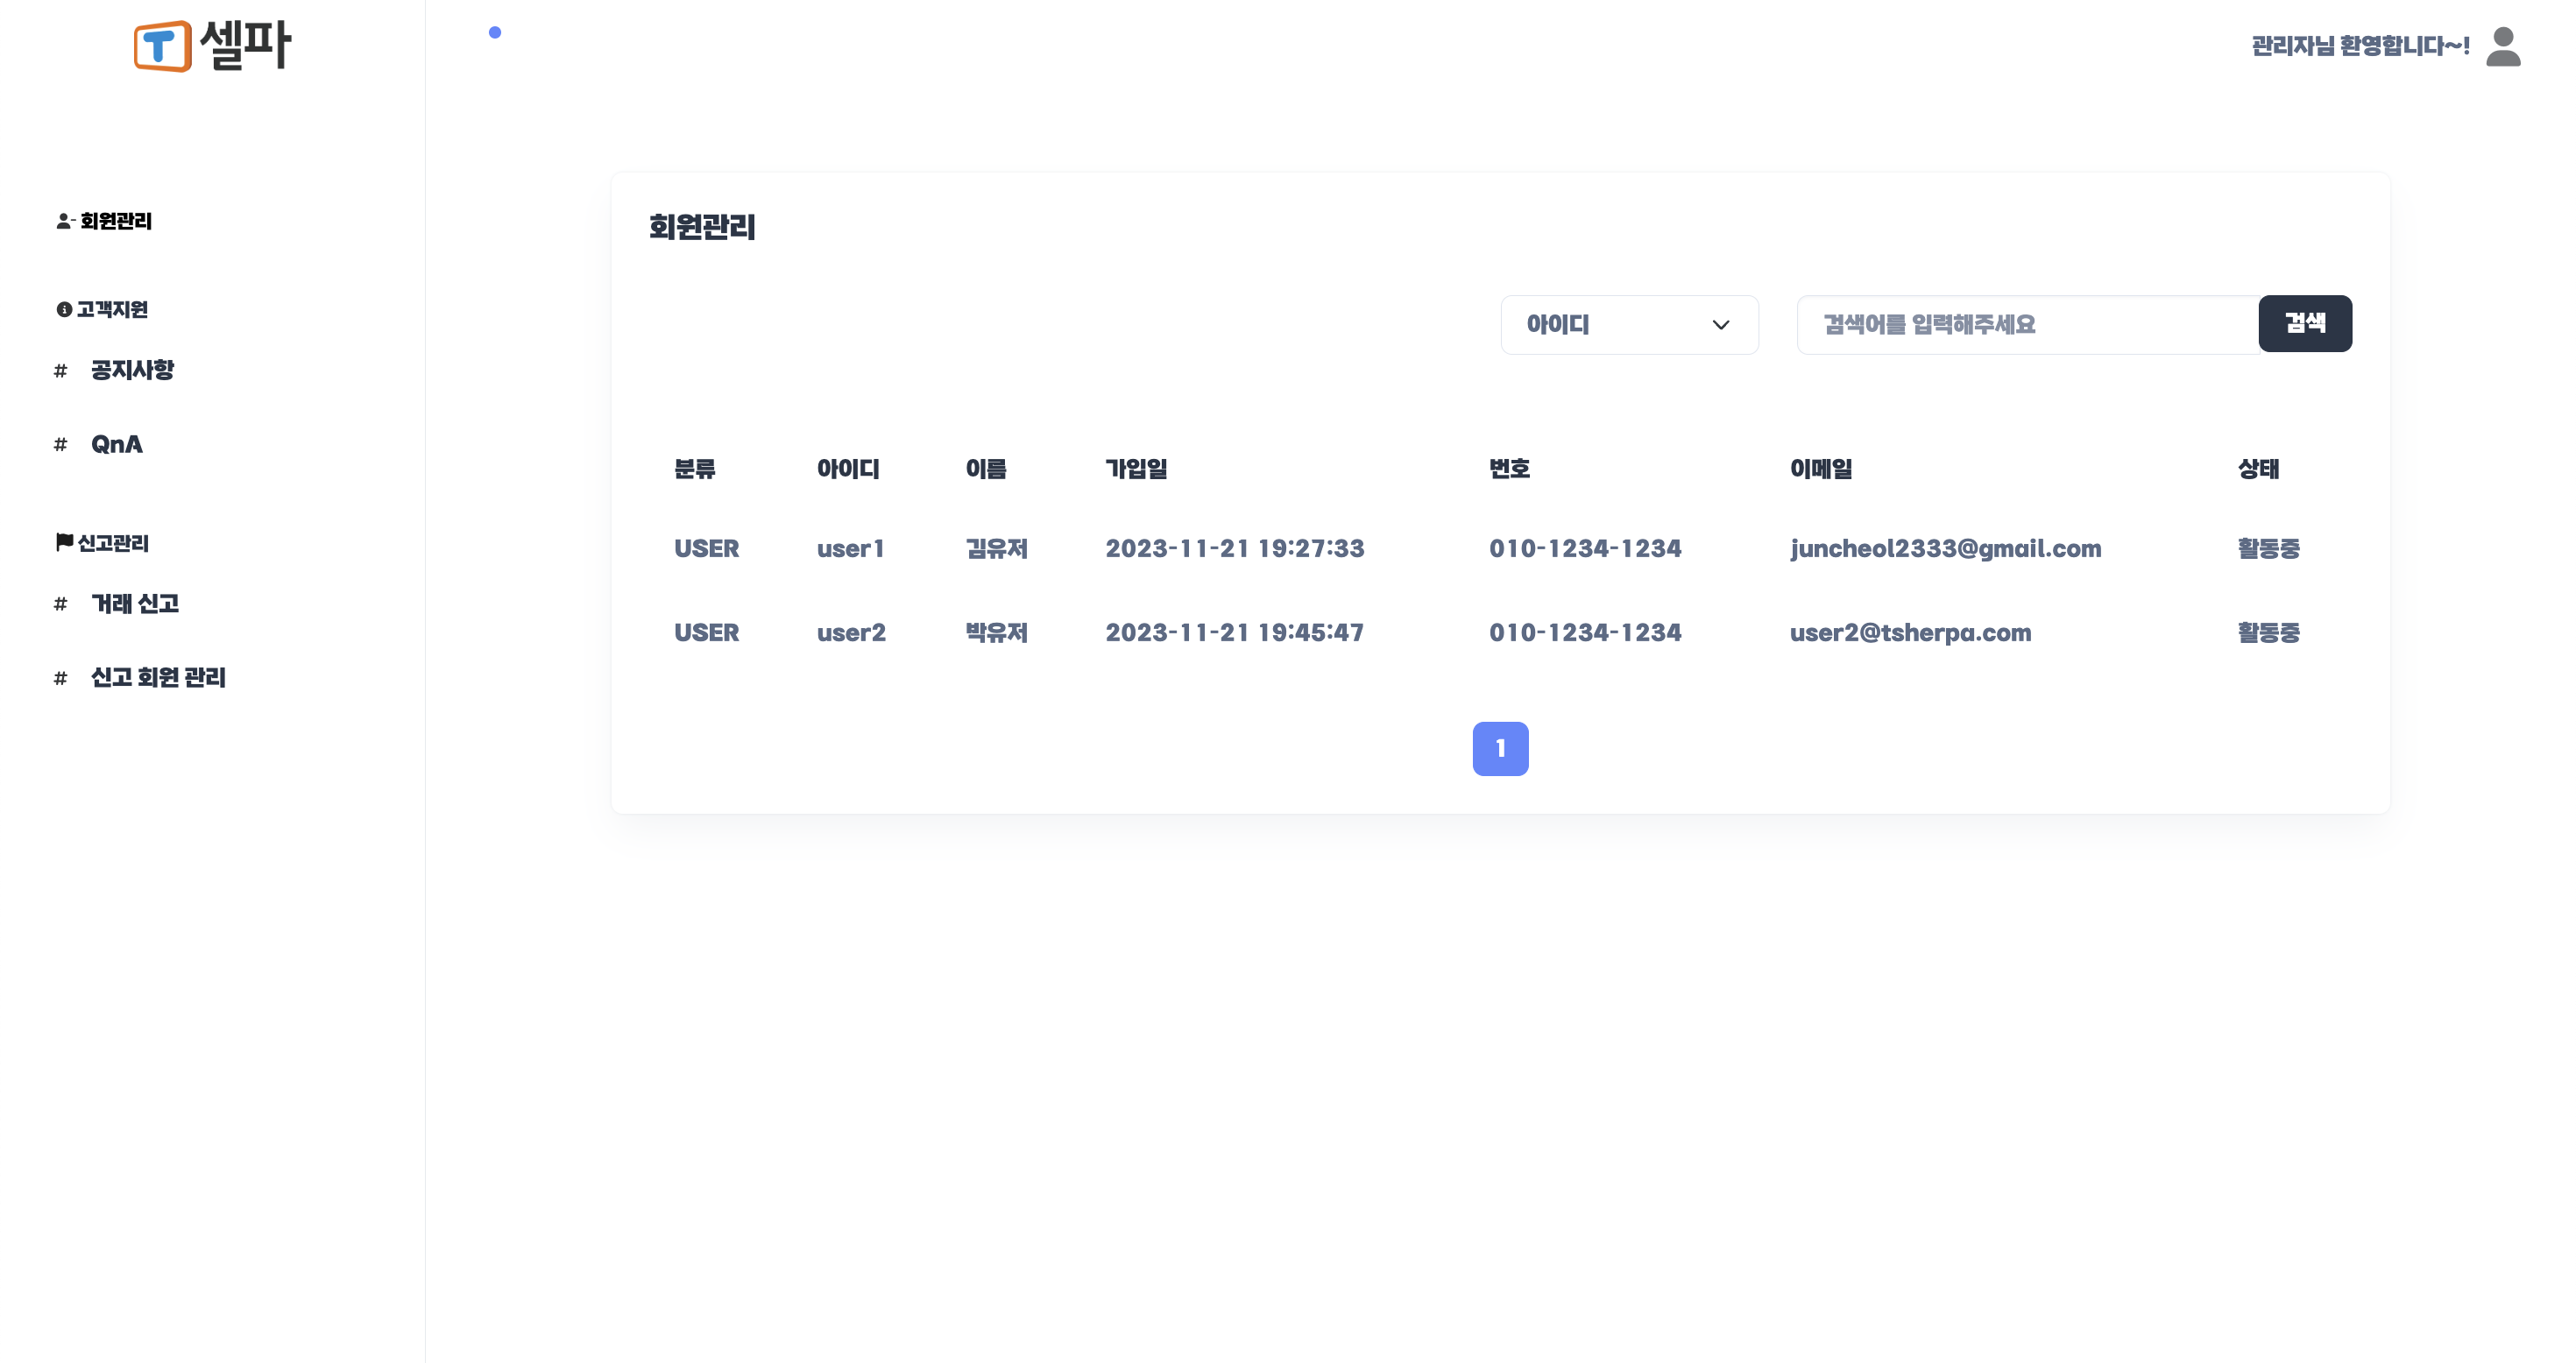 T 셀파
관리자님 환영합니다~!
회원관리
고객지원
# 공지사항
# QnA
신고관리
# 거래 신고
# 신고 회원 관리
회원관리
아이디 검색어를 입력해주세요 검색
분류 아이디 이름 가입일 번호 이메일 상태
USER user1 김유저 2023-11-21 19:27:33 010-1234-1234 juncheol2333@gmail.com 활동중
USER user2 박유저 2023-11-21 19:45:47 010-1234-1234 user2@tsherpa.com 활동중
1